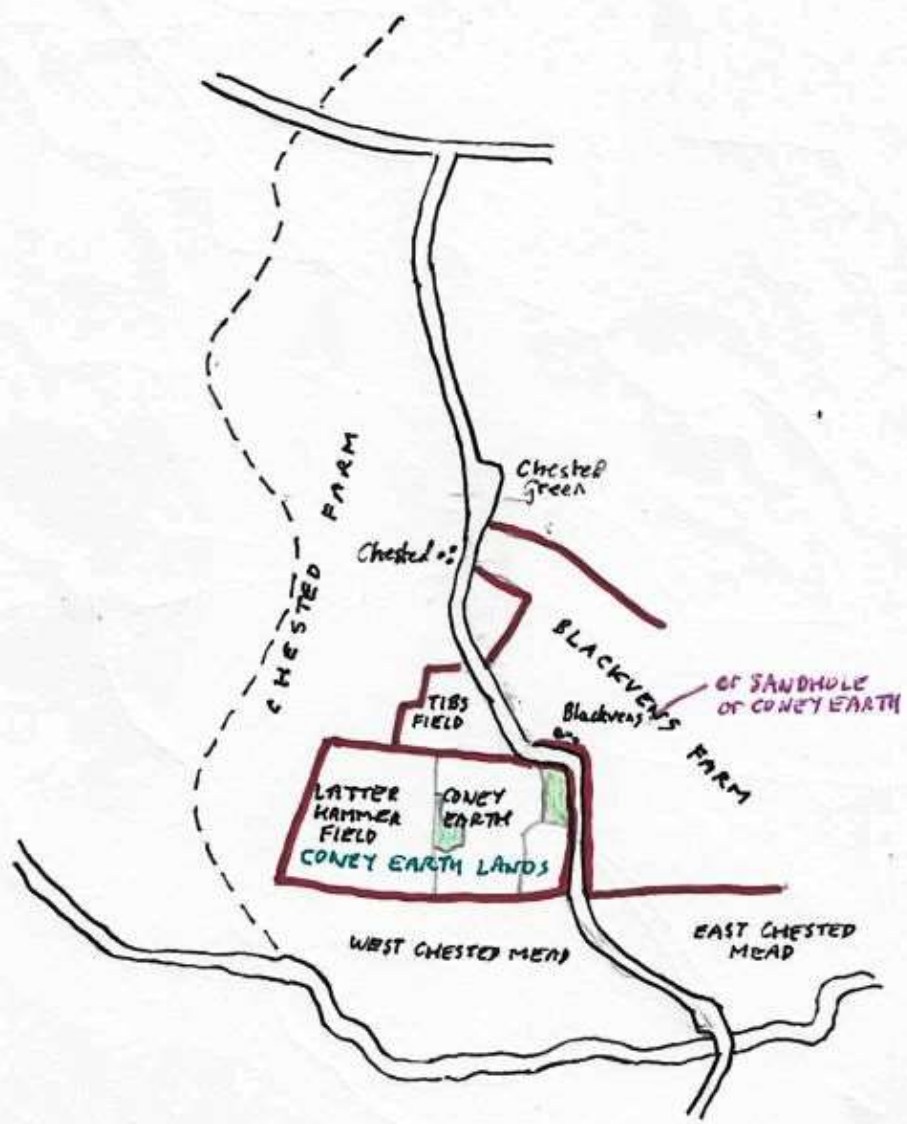 Chested
Green
Chested
CHESTED FARM
BLACKVENS FARM
OR SANDHOLE
OR CONEY EARTH
Blackvens
TIBS
FIELD
LATTER
HAMMER
FIELD
CONEY
EARTH
CONEY EARTH LANDS
WEST CHESTED MEAD
EAST CHESTED
MEAD